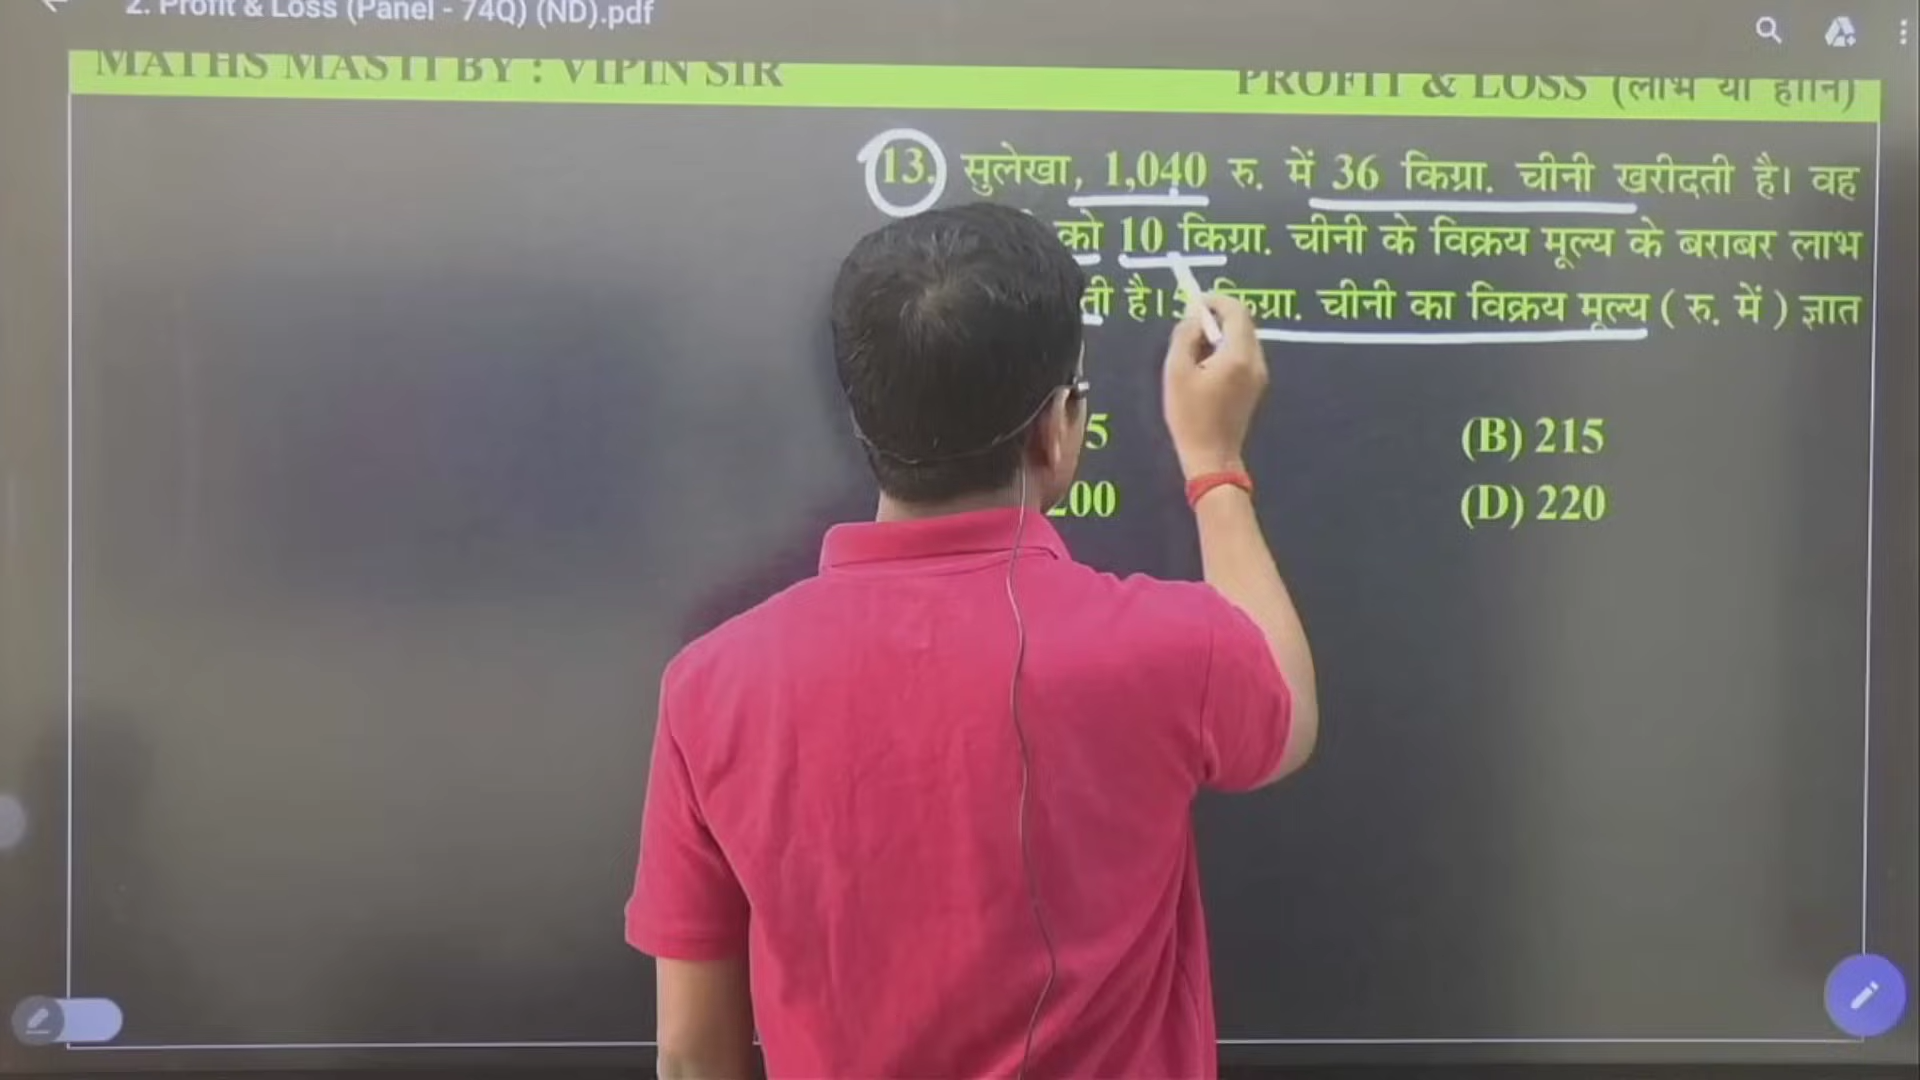 2. Profit & Loss (Panel - 74Q) (ND).pdf
MATHS MASTI BY : VIPIN SIR
PROFIT & LOSS (लाभ या हानि)
13. सुलेखा, 1,040 रु. में 36 किग्रा. चीनी खरीदती है। वह
को 10 किग्रा. चीनी के विक्रय मूल्य के बराबर लाभ
है। किग्रा. चीनी का विक्रय मूल्य ( रु. में ) ज्ञात
(B) 215
200
(D) 220